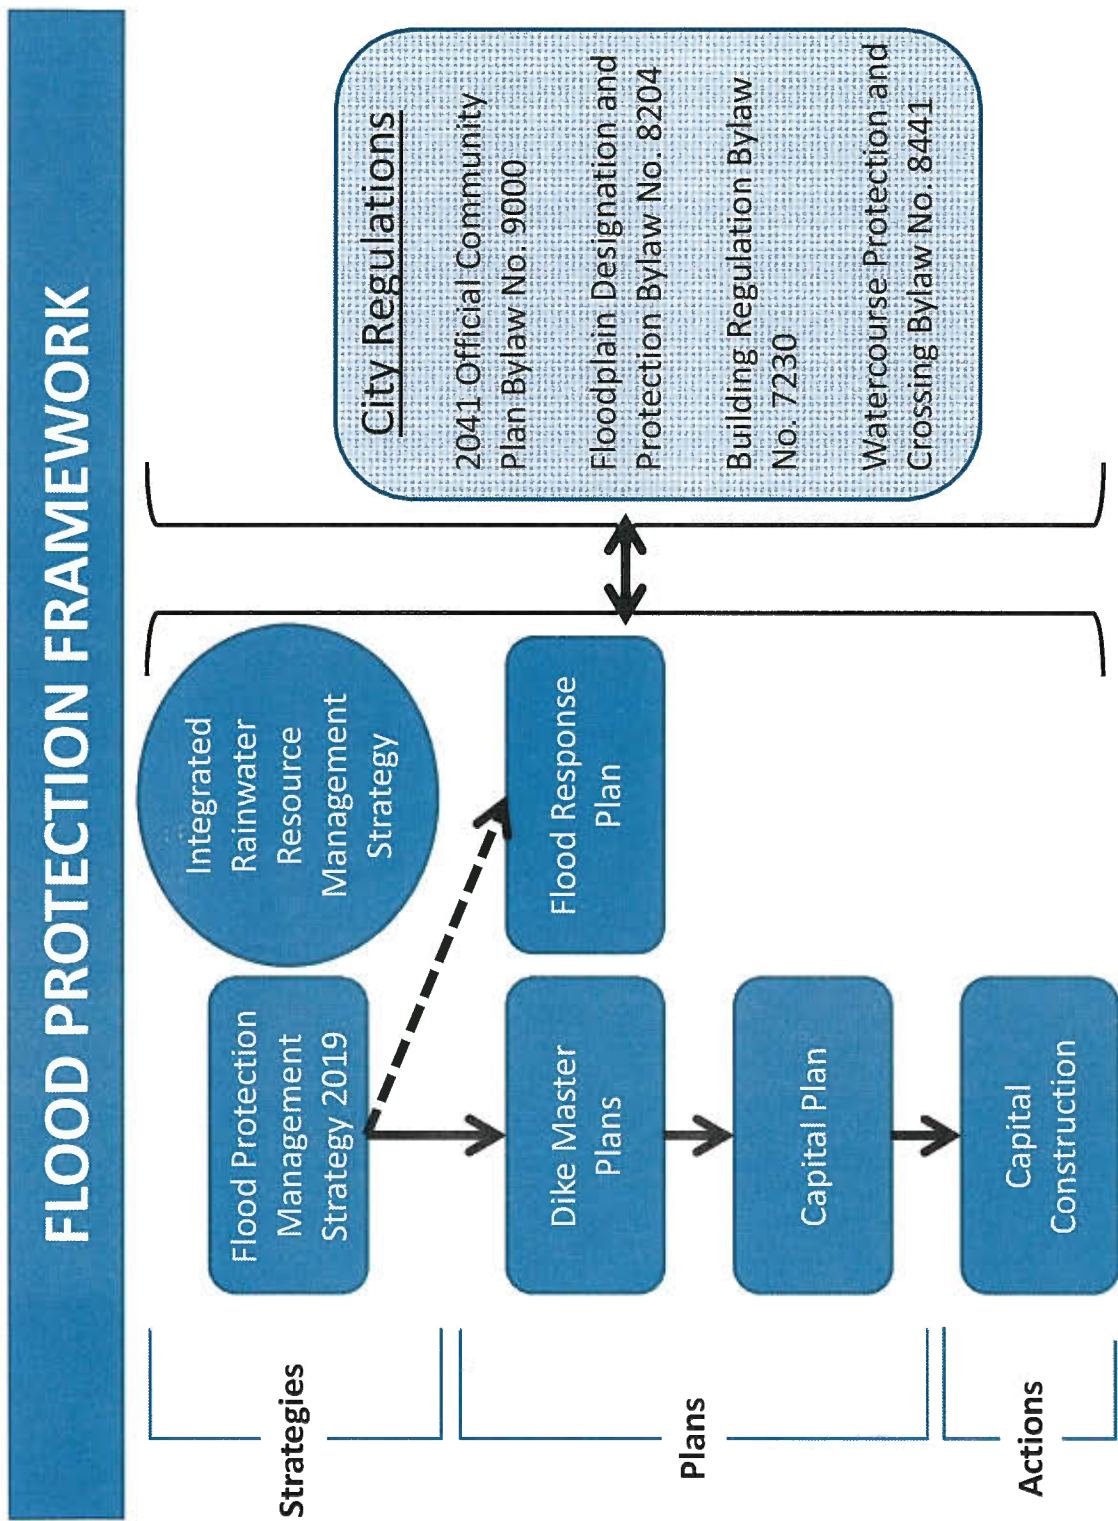 FLOOD PROTECTION FRAMEWORK
Strategies
Flood Protection
Management
Strategy 2019
Integrated
Rainwater
Resource
Management
Strategy
Plans
Dike Master
Plans
Flood Response
Plan
Capital Plan
Actions
Capital
Construction
City Regulations
2041 Official Community
Plan Bylaw No. 9000
Floodplain Designation and
Protection Bylaw No. 8204
Building Regulation Bylaw
No. 7230
Watercourse Protection and
Crossing Bylaw No. 8441